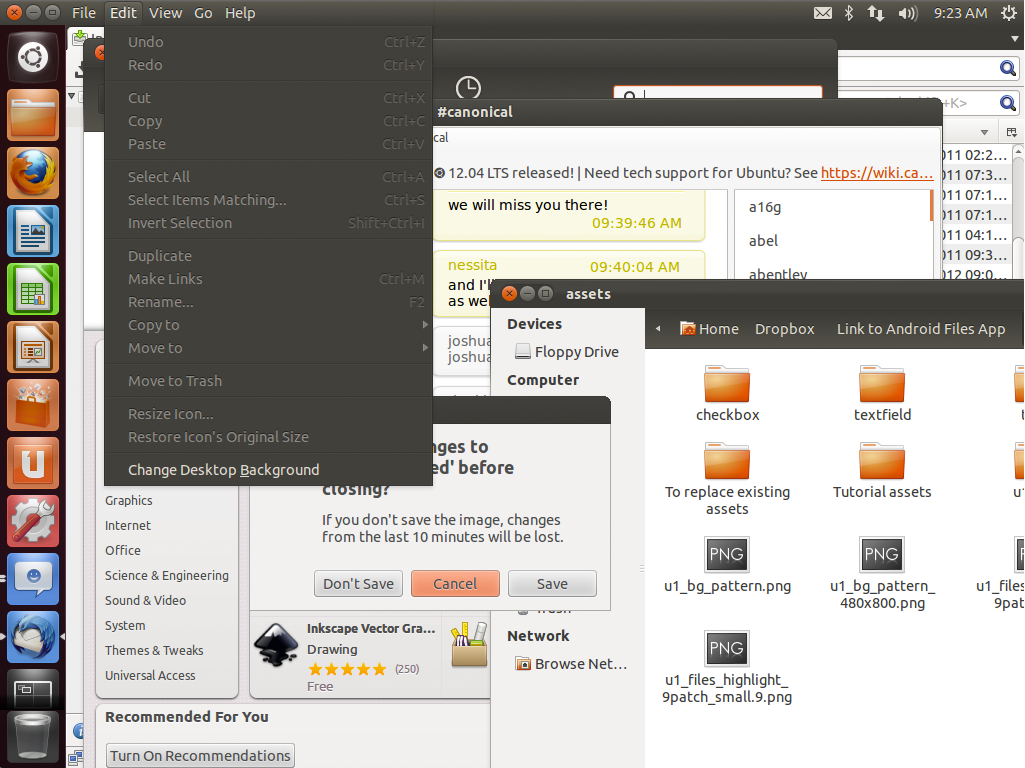 File Edit View Go Help
9:23 AM
Undo Ctrl+Z
Redo Ctrl+Y
Cut Ctrl+X
Copy Ctrl+C
Paste Ctrl+V
Select All Ctrl+A
Select Items Matching... Ctrl+S
Invert Selection Shift+Ctrl+I
Duplicate
Make Links Ctrl+M
Rename... F2
Copy to
Move to
Move to Trash
Resize Icon...
Restore Icon's Original Size
Change Desktop Background
#canonical
cal
12.04 LTS released! | Need tech support for Ubuntu? See https://wiki.ca...
we will miss you there!
09:39:46 AM
nessita 09:40:04 AM
and I'l
as wel
joshua
joshua
a16g
abel
abentley
+K>
011 02:2...
011 07:3...
011 07:1...
011 07:1...
011 04:1...
011 09:3...
012 09:0...
assets
Devices
Floppy Drive
Computer
Network
Browse Net...
Home Dropbox Link to Android Files App
checkbox
textfield
To replace existing
assets
Tutorial assets
u1
u1_bg_pattern.png
u1_bg_pattern_
480x800.png
u1_files
9patc
u1_files_highlight_
9patch_small.9.png
nges to
ed' before
closing?
If you don't save the image, changes
from the last 10 minutes will be lost.
Don't Save Cancel Save
Graphics
Internet
Office
Science & Engineering
Sound & Video
System
Themes & Tweaks
Universal Access
Inkscape Vector Gra...
Drawing
(250)
Free
Recommended For You
Turn On Recommendations
PNG
PNG
PNG